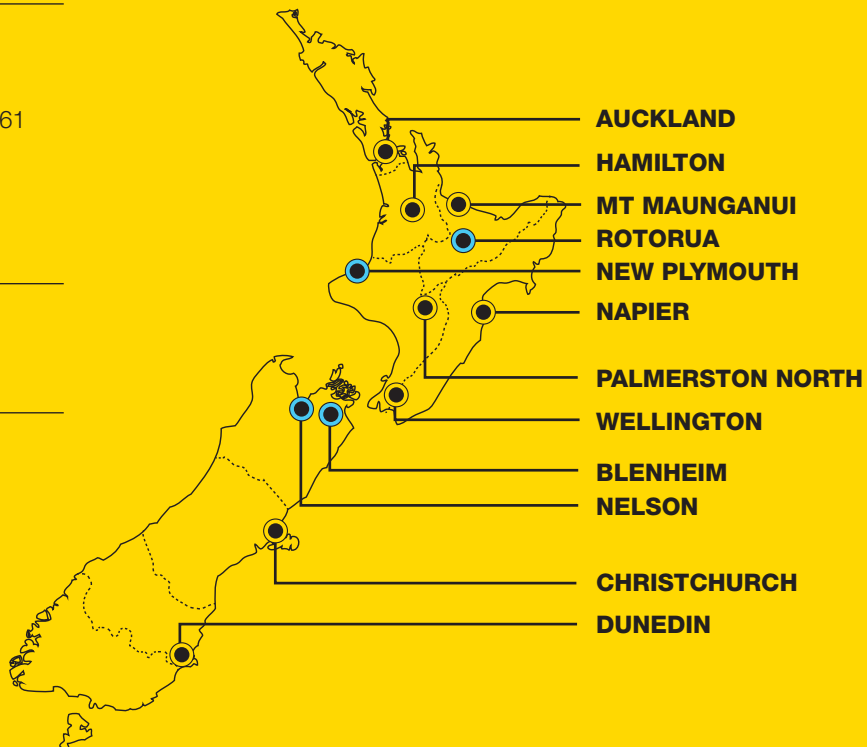 61
AUCKLAND
HAMILTON
MT MAUNGANUI
ROTORUA
NEW PLYMOUTH
NAPIER
PALMERSTON NORTH
WELLINGTON
BLENHEIM
NELSON
CHRISTCHURCH
DUNEDIN